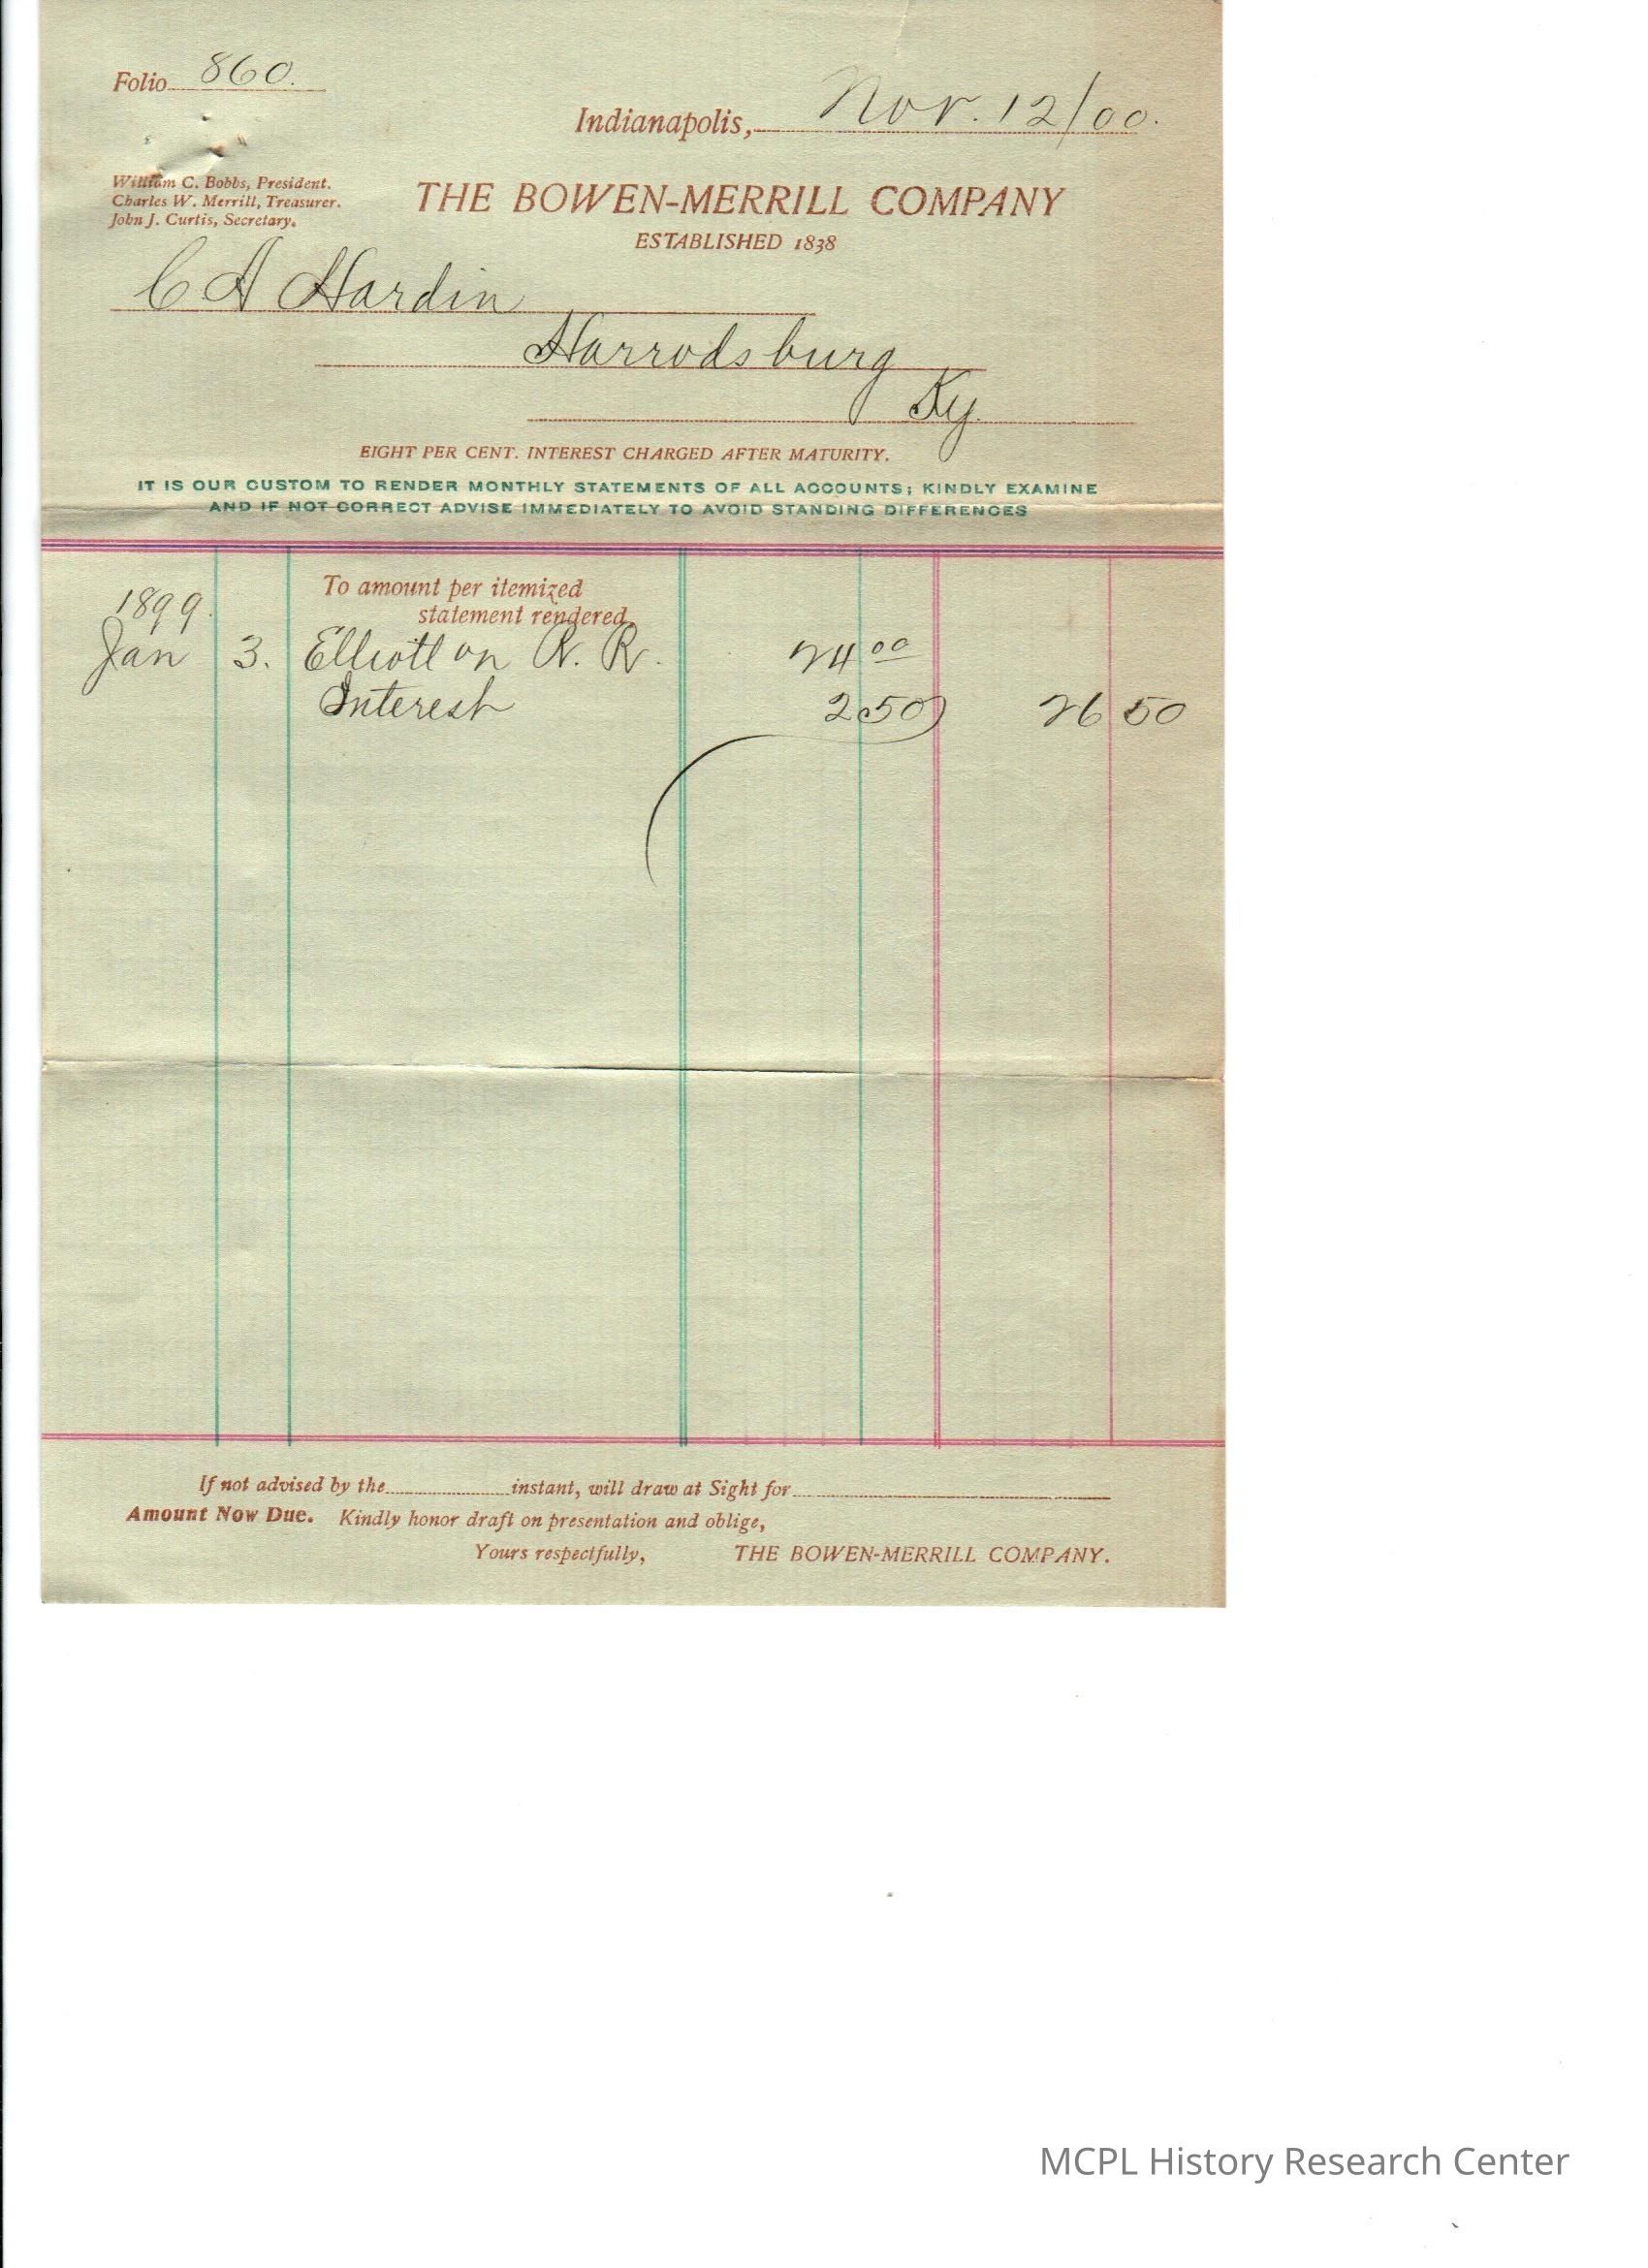 Folio 860.
Indianapolis, Nov. 12/00.
William C. Bobbs, President.
Charles W. Merrill, Treasurer.
John J. Curtis, Secretary.
THE BOWEN-MERRILL COMPANY
ESTABLISHED 1838
C A Hardin
Harrodsburg
Ky.
EIGHT PER CENT. INTEREST CHARGED AFTER MATURITY.
IT IS OUR CUSTOM TO RENDER MONTHLY STATEMENTS OF ALL ACCOUNTS; KINDLY EXAMINE
AND IF NOT CORRECT ADVISE IMMEDIATELY TO AVOID STANDING DIFFERENCES
To amount per itemized
1899.
statement rendered,
Jan 3. Elliott on R. R. 24 00
Interest 2 50 26 50
If not advised by the instant, will draw at Sight for
Amount Now Due. Kindly honor draft on presentation and oblige,
Yours respectfully, THE BOWEN-MERRILL COMPANY.
MCPL History Research Center